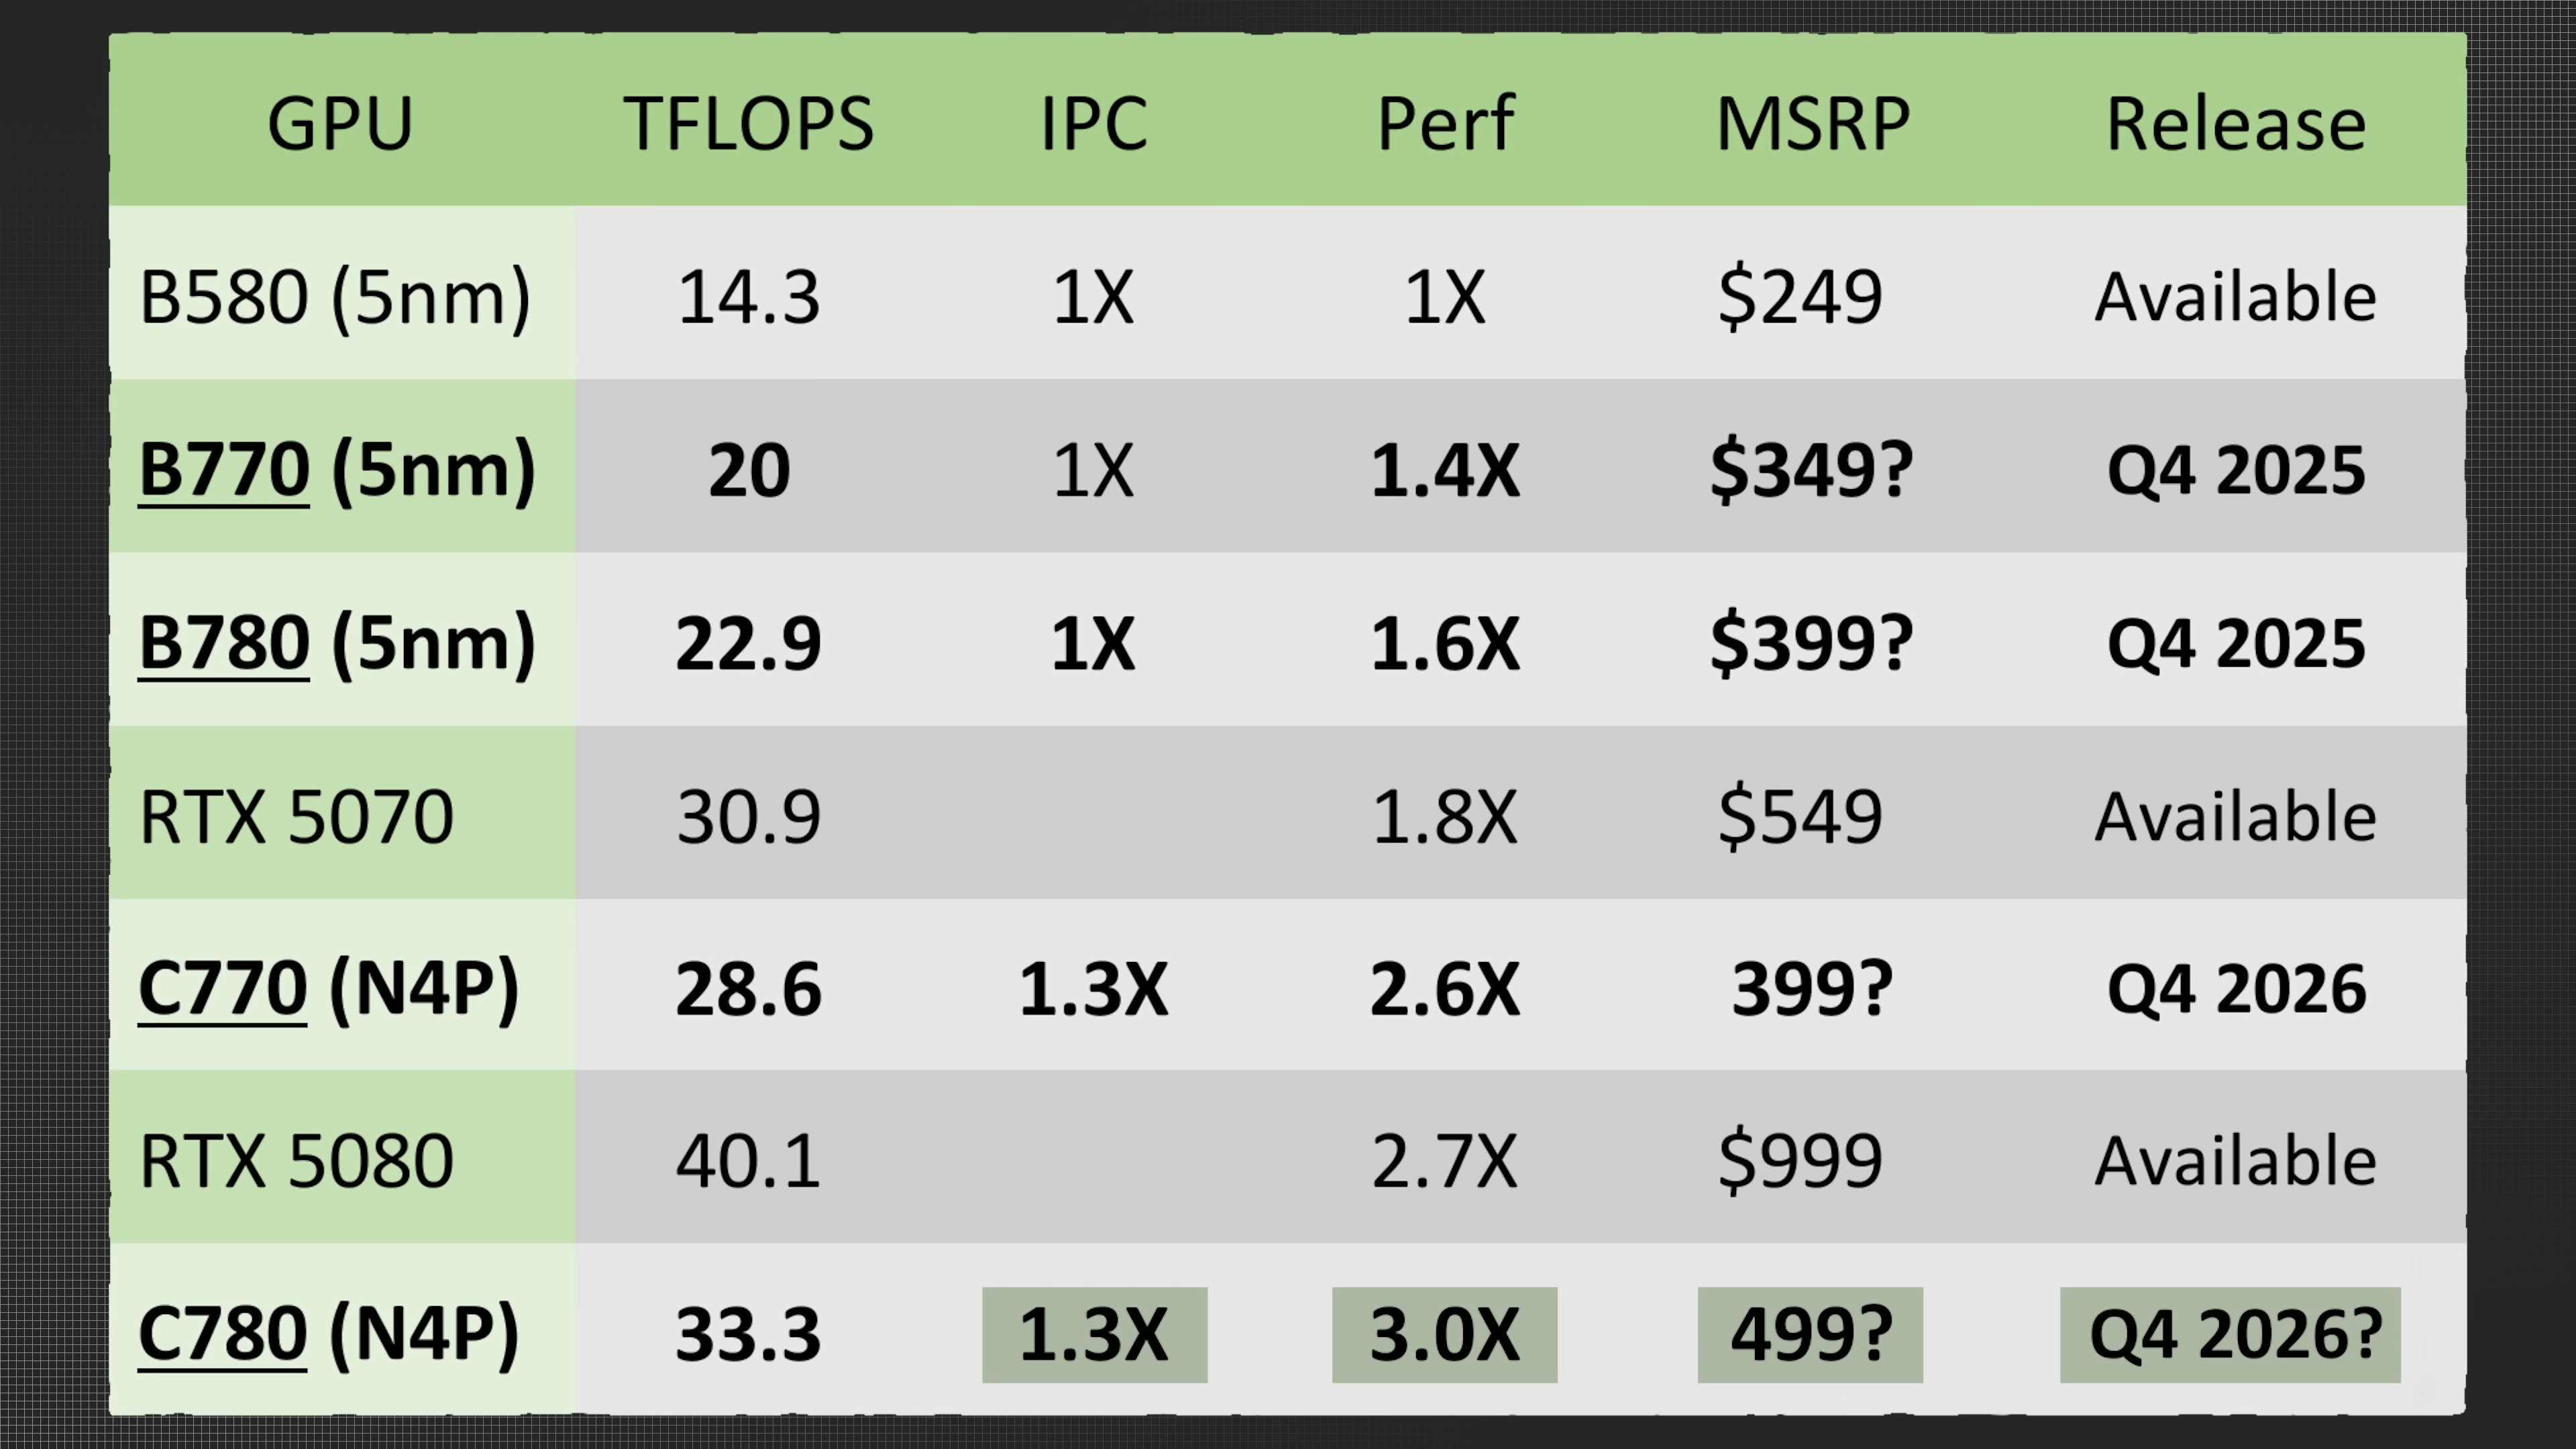 GPU TFLOPS IPC Perf MSRP Release
B580 (5nm) 14.3 1X 1X $249 Available
B770 (5nm) 20 1X 1.4X $349? Q4 2025
B780 (5nm) 22.9 1X 1.6X $399? Q4 2025
RTX 5070 30.9 1.8X $549 Available
C770 (N4P) 28.6 1.3X 2.6X 399? Q4 2026
RTX 5080 40.1 2.7X $999 Available
C780 (N4P) 33.3 1.3X 3.0X 499? Q4 2026?